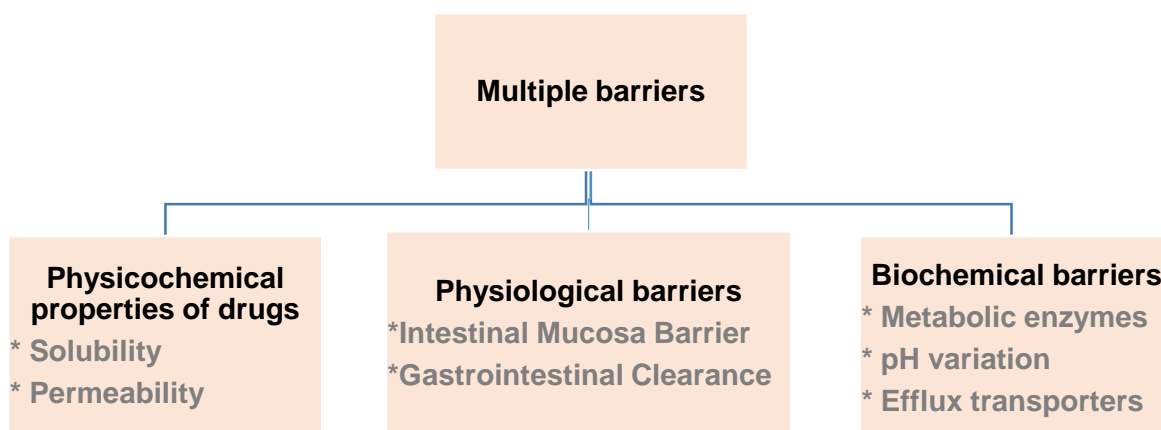 Multiple barriers
Physicochemical
properties of drugs
* Solubility
* Permeability
Physiological barriers
*Intestinal Mucosa Barrier
*Gastrointestinal Clearance
Biochemical barriers
* Metabolic enzymes
* pH variation
* Efflux transporters